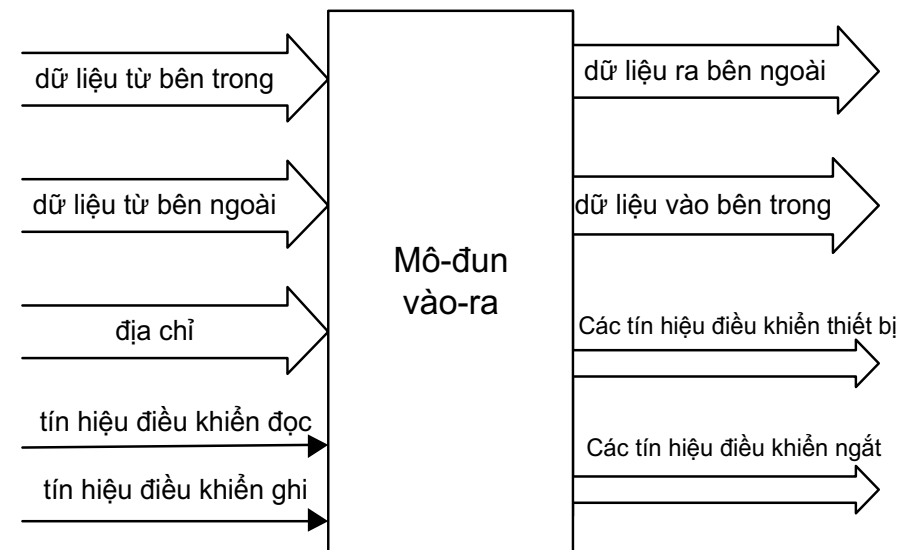 dữ liệu từ bên trong
dữ liệu từ bên ngoài
địa chỉ
tín hiệu điều khiển đọc
tín hiệu điều khiển ghi
Mô-đun
vào-ra
dữ liệu ra bên ngoài
dữ liệu vào bên trong
Các tín hiệu điều khiển thiết bị
Các tín hiệu điều khiển ngắt